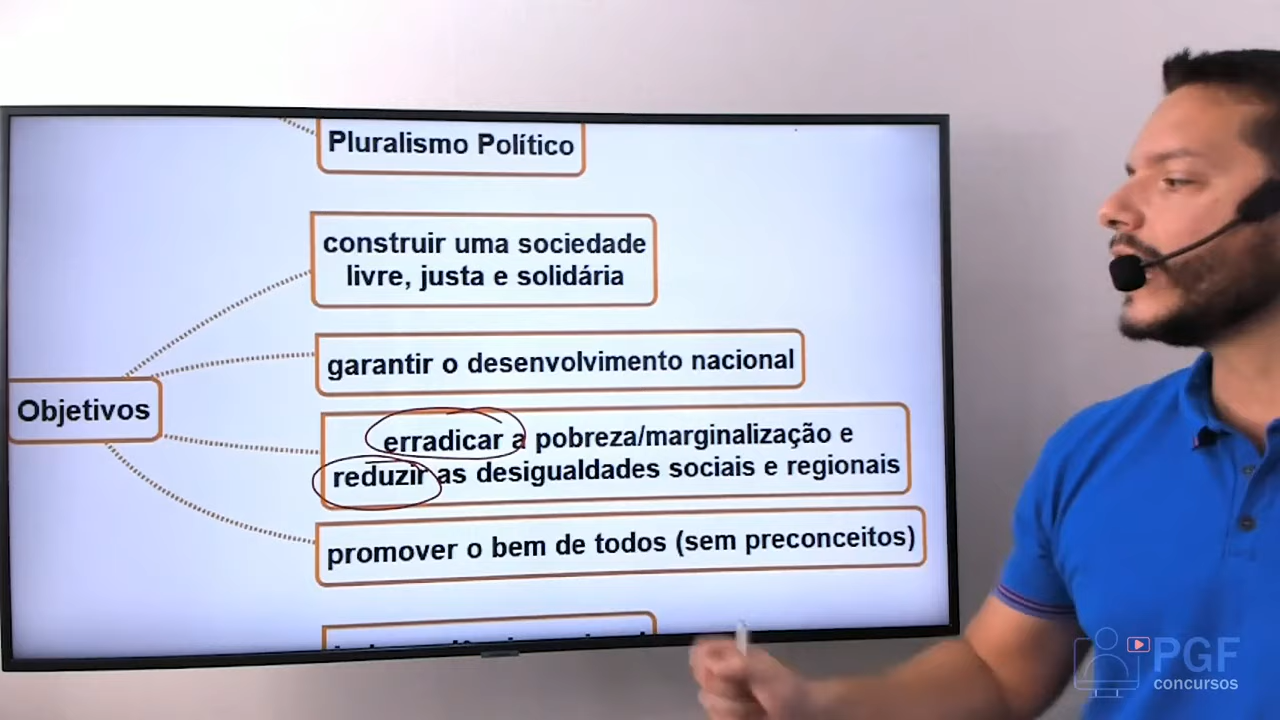 Pluralismo Político
construir uma sociedade
livre, justa e solidária
garantir o desenvolvimento nacional
Objetivos
erradicar a pobreza/marginalização e
reduzir as desigualdades sociais e regionais
promover o bem de todos (sem preconceitos)
PGF
concursos